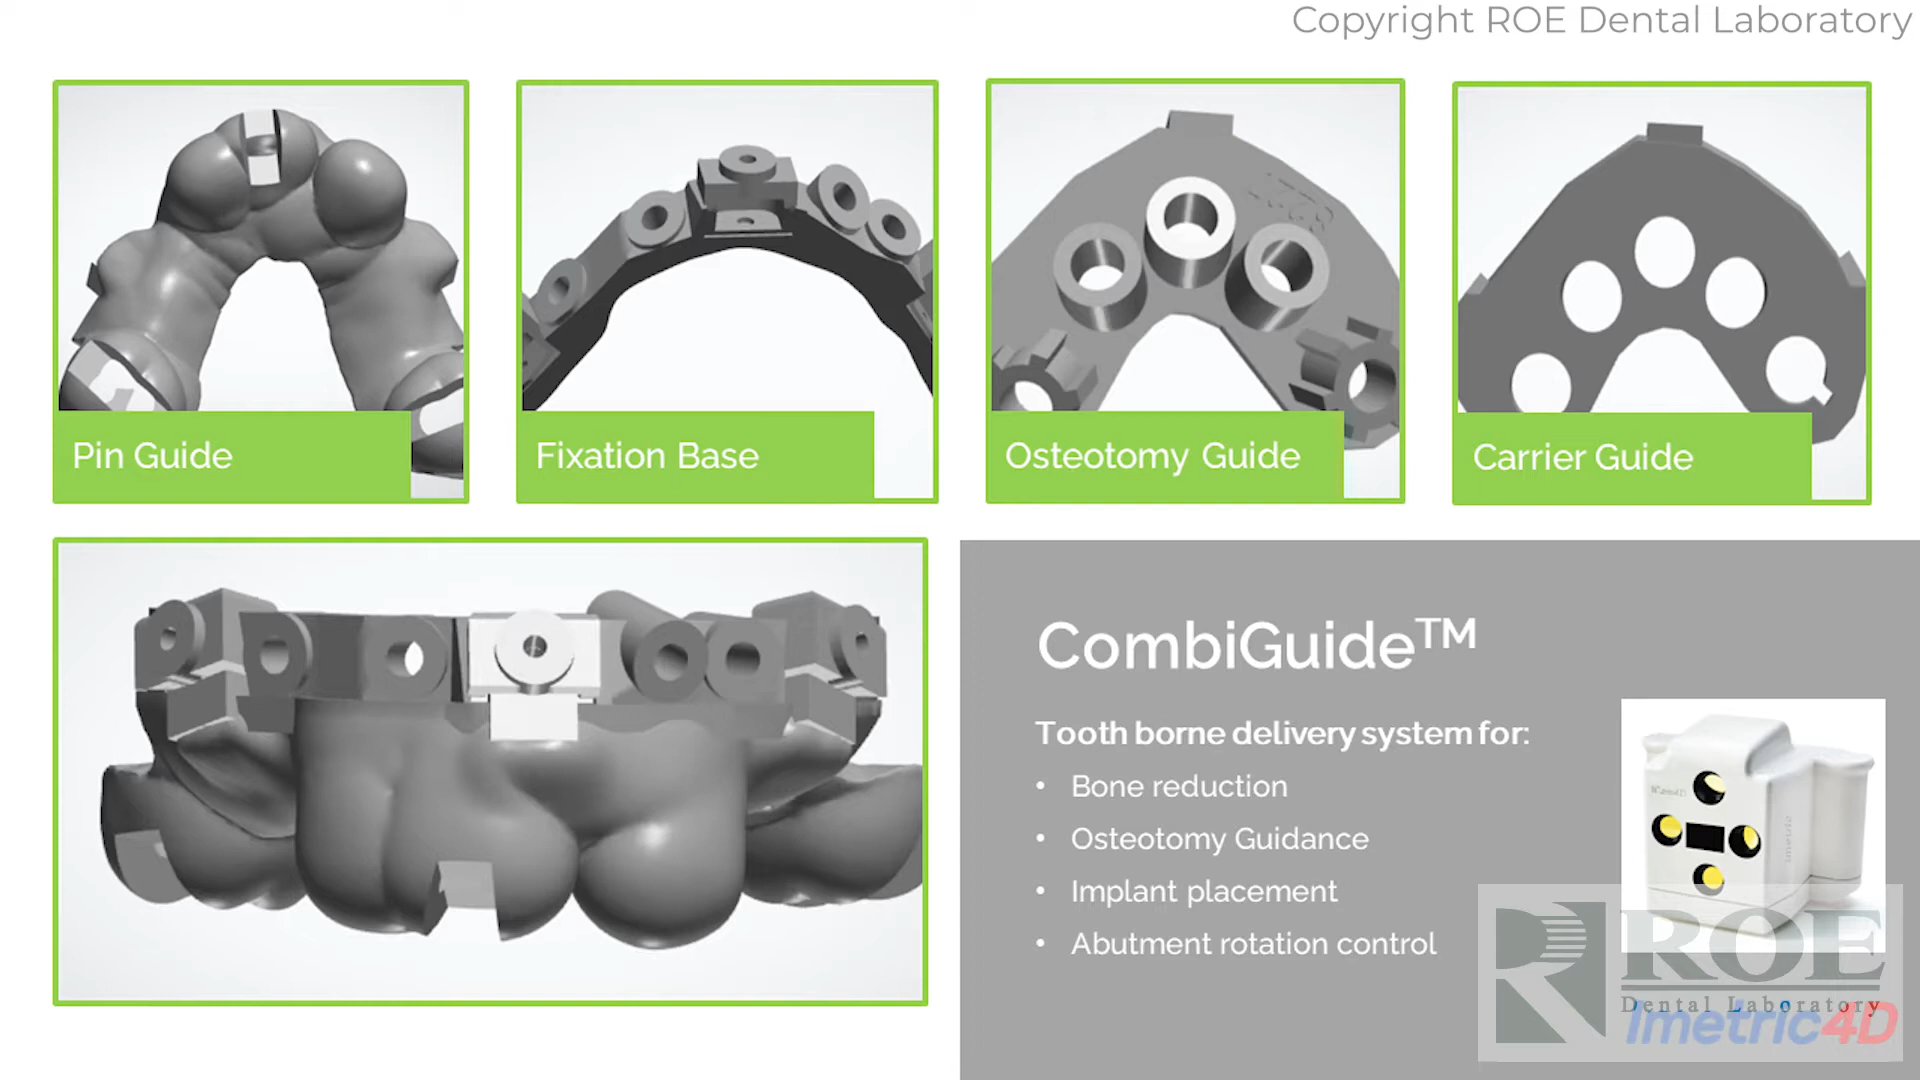 Copyright ROE Dental Laboratory
Pin Guide
Fixation Base
Osteotomy Guide
Carrier Guide
CombiGuide™
Tooth borne delivery system for:
• Bone reduction
• Osteotomy Guidance
• Implant placement
• Abutment rotation control
ROE
Dental Laboratory
Imetric4D